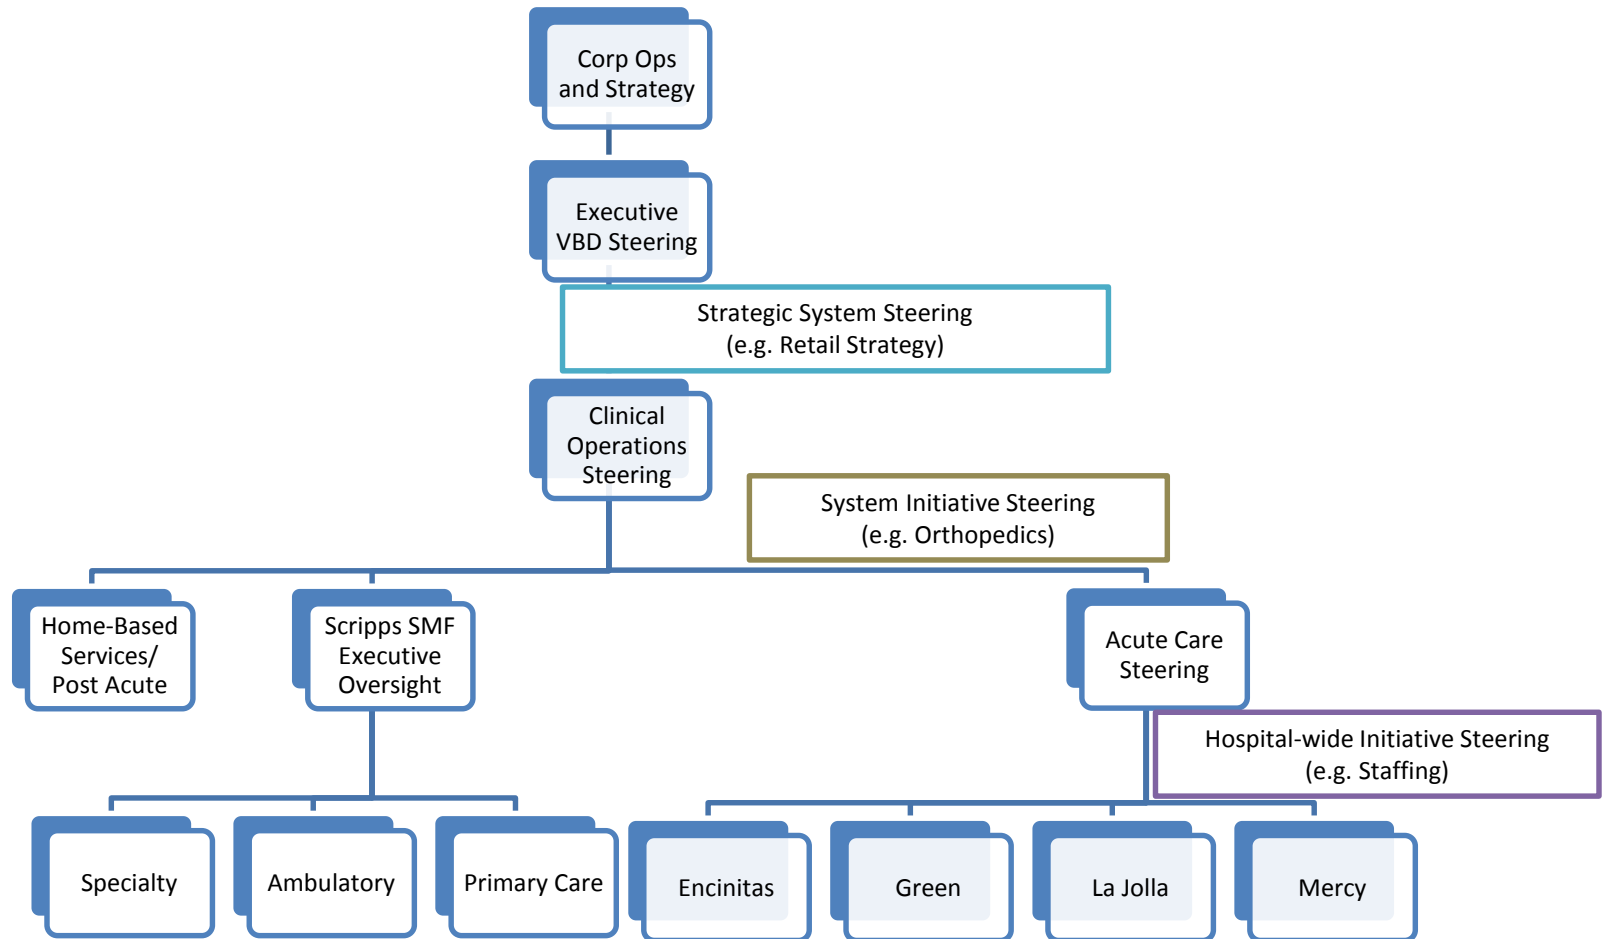 Corp Ops
and Strategy
Executive
VBD Steering
Strategic System Steering
(e.g. Retail Strategy)
Clinical
Operations
Steering
System Initiative Steering
(e.g. Orthopedics)
Home-Based
Services/
Post Acute
Scripps SMF
Executive
Oversight
Acute Care
Steering
Hospital-wide Initiative Steering
(e.g. Staffing)
Specialty
Ambulatory
Primary Care
Encinitas
Green
La Jolla
Mercy